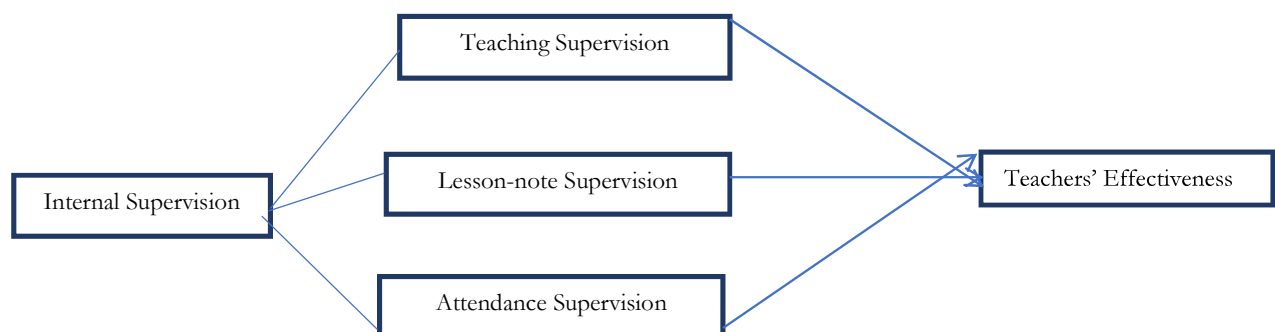 Teaching Supervision
Internal Supervision
Lesson-note Supervision
Teachers’ Effectiveness
Attendance Supervision